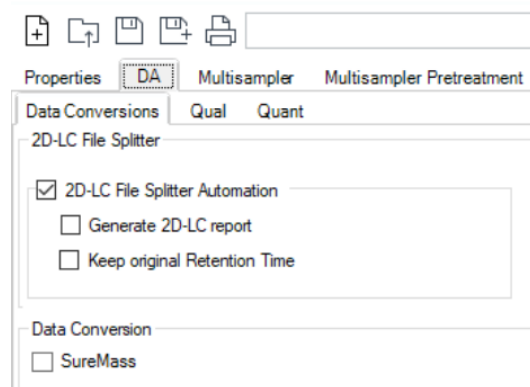 Properties DA Multisampler Multisampler Pretreatment
Data Conversions Qual Quant
2D-LC File Splitter
2D-LC File Splitter Automation
Generate 2D-LC report
Keep original Retention Time
Data Conversion
SureMass